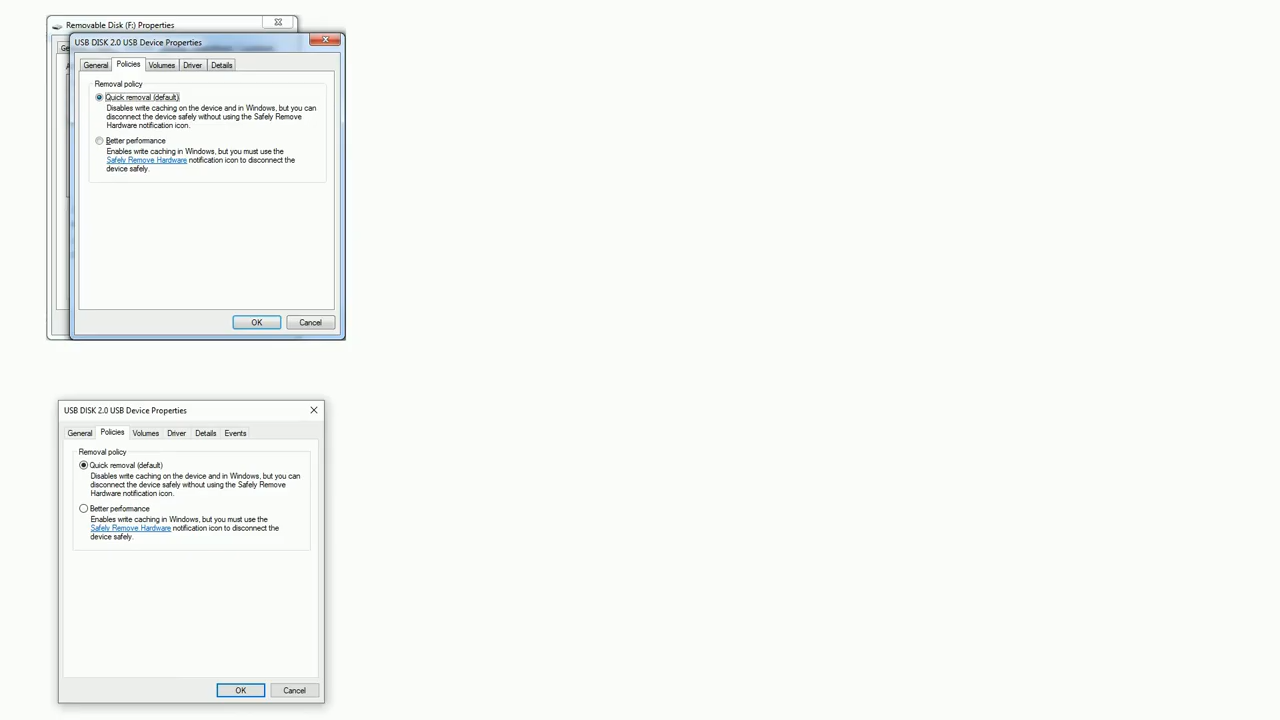 Removable Disk (F:) Properties
USB DISK 2.0 USB Device Properties
General Policies Volumes Driver Details
Removal policy
Quick removal (default)
Disables write caching on the device and in Windows, but you can
disconnect the device safely without using the Safely Remove
Hardware notification icon.
Better performance
Enables write caching in Windows, but you must use the
Safely Remove Hardware notification icon to disconnect the
device safely.
OK Cancel
USB DISK 2.0 USB Device Properties
General Policies Volumes Driver Details Events
Removal policy
Quick removal (default)
Disables write caching on the device and in Windows, but you can
disconnect the device safely without using the Safely Remove
Hardware notification icon.
Better performance
Enables write caching in Windows, but you must use the
Safely Remove Hardware notification icon to disconnect the
device safely.
OK Cancel